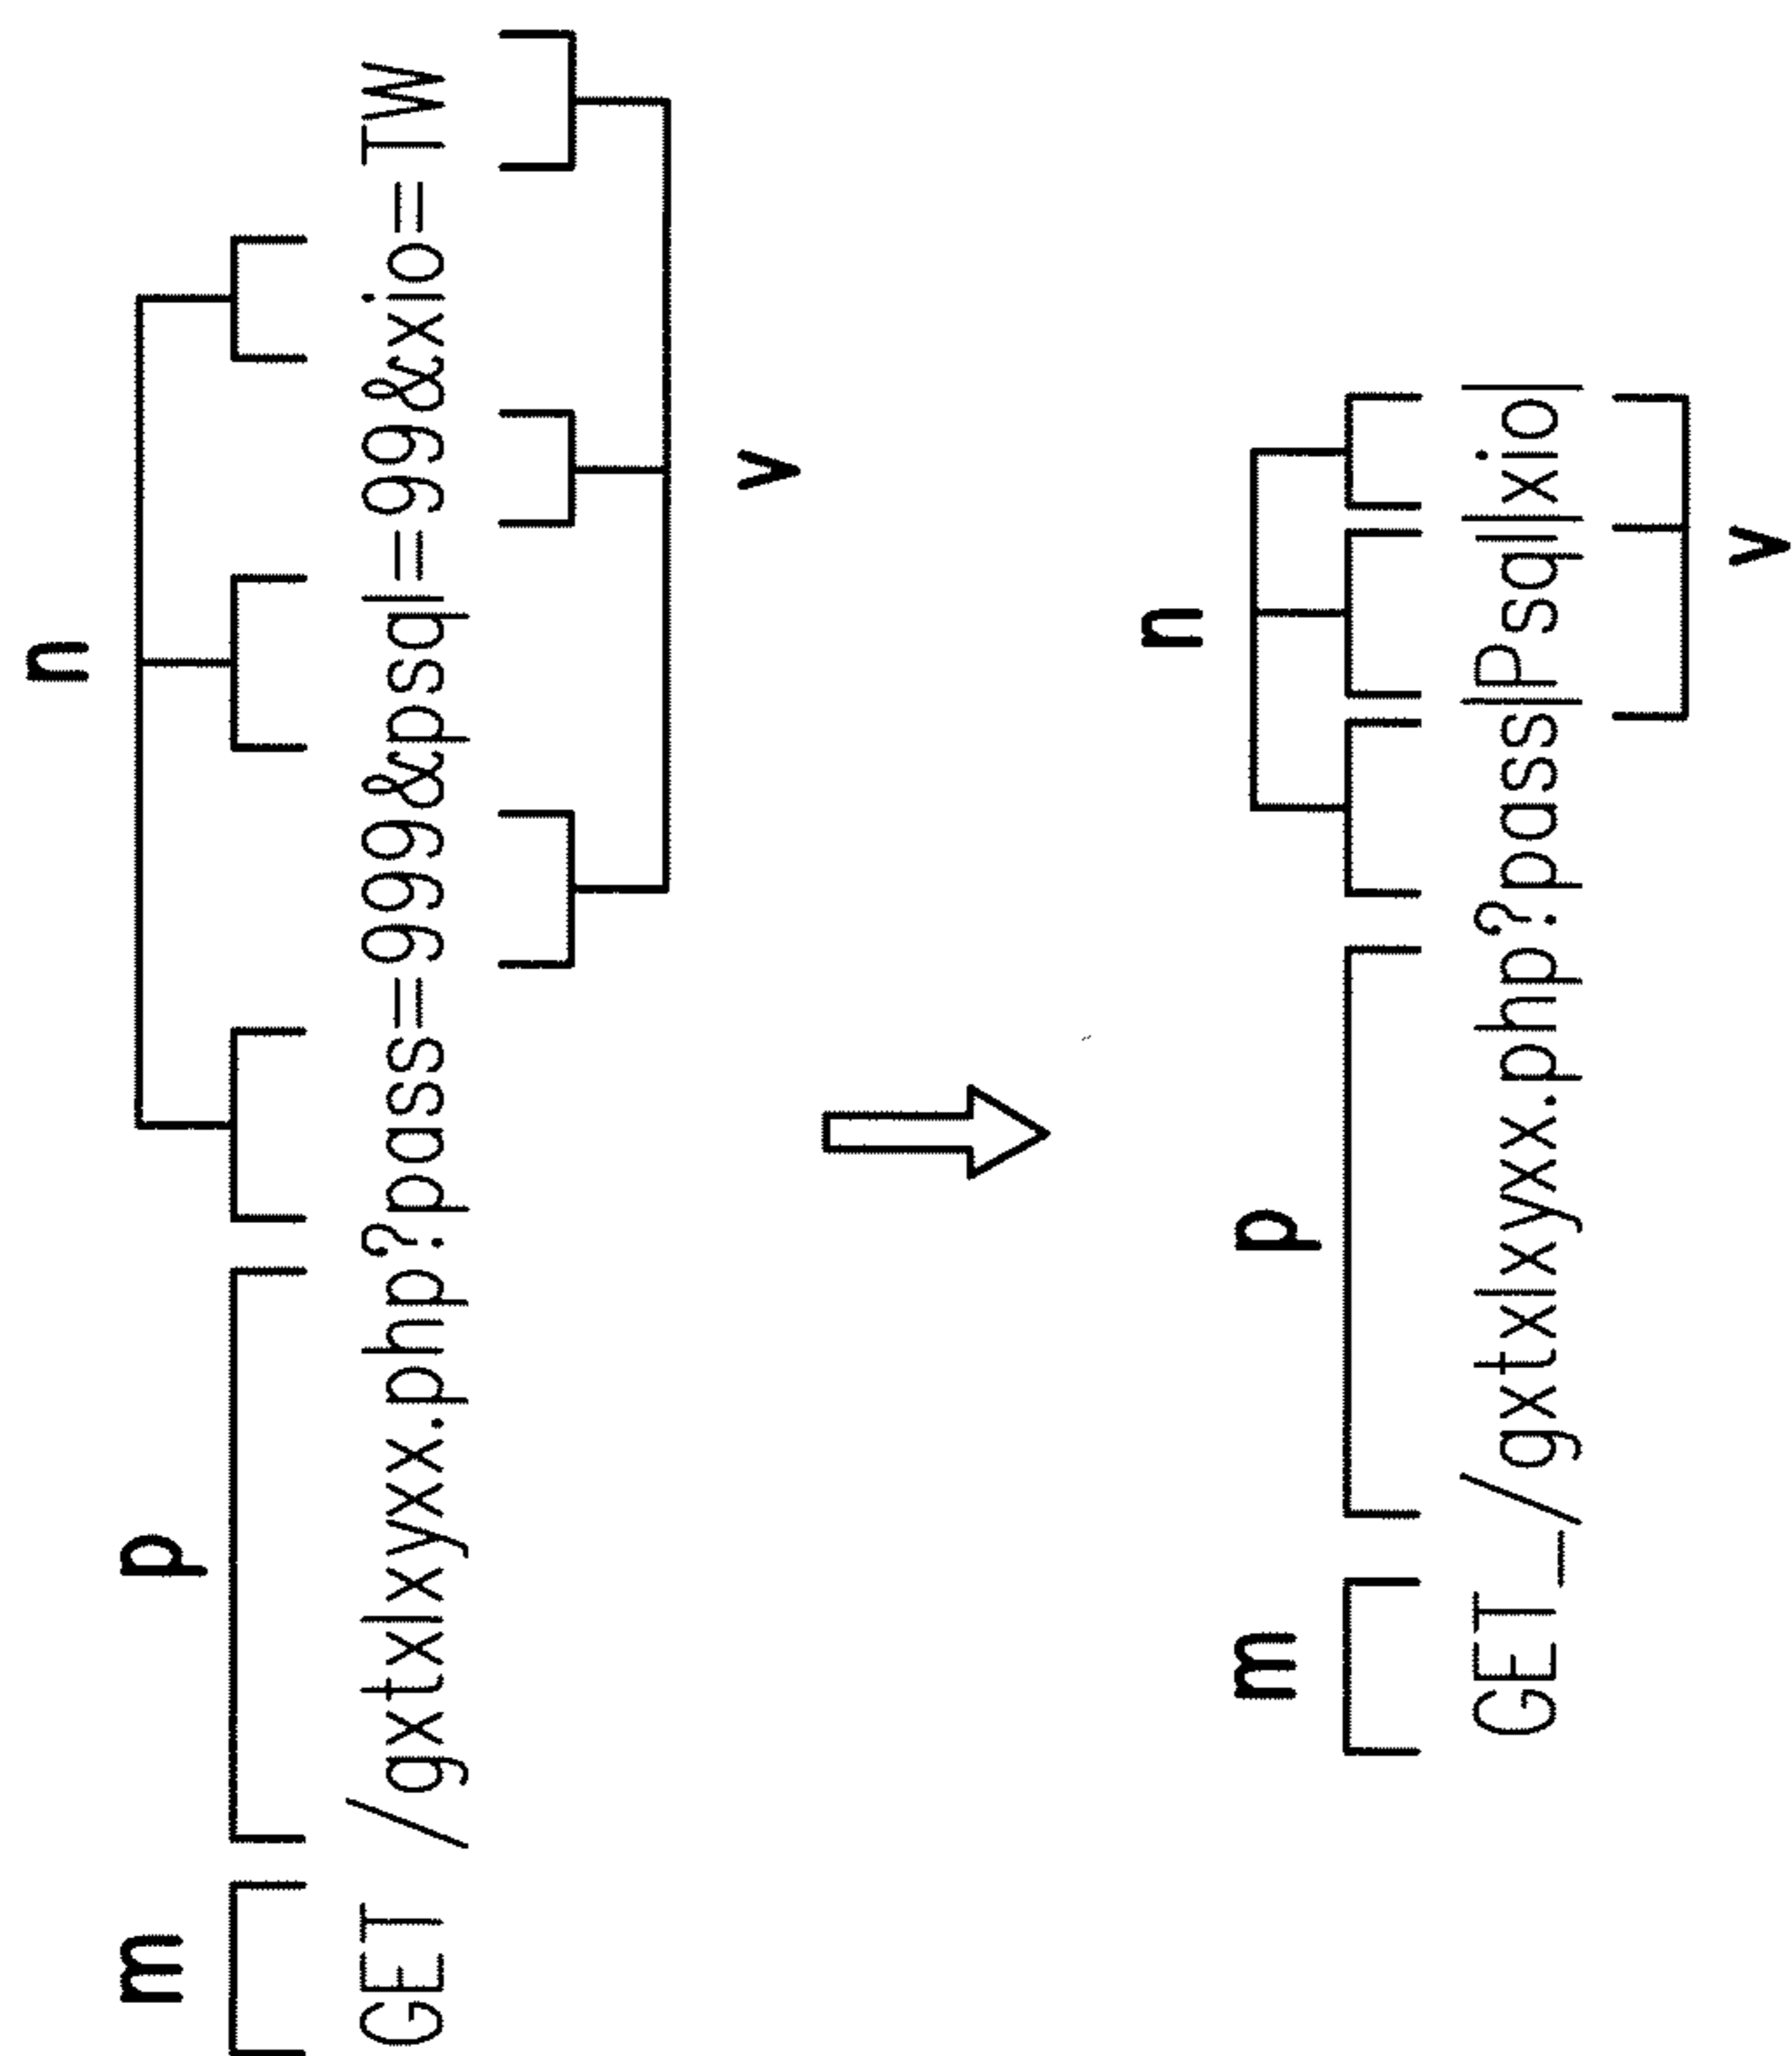 n
m p
GET /gxtxlxyxx.php?pass=999&psql=99&xio=TW
v
n
m p
GET_/gxtxlxyxx.php?pass|Psql|xio|
v